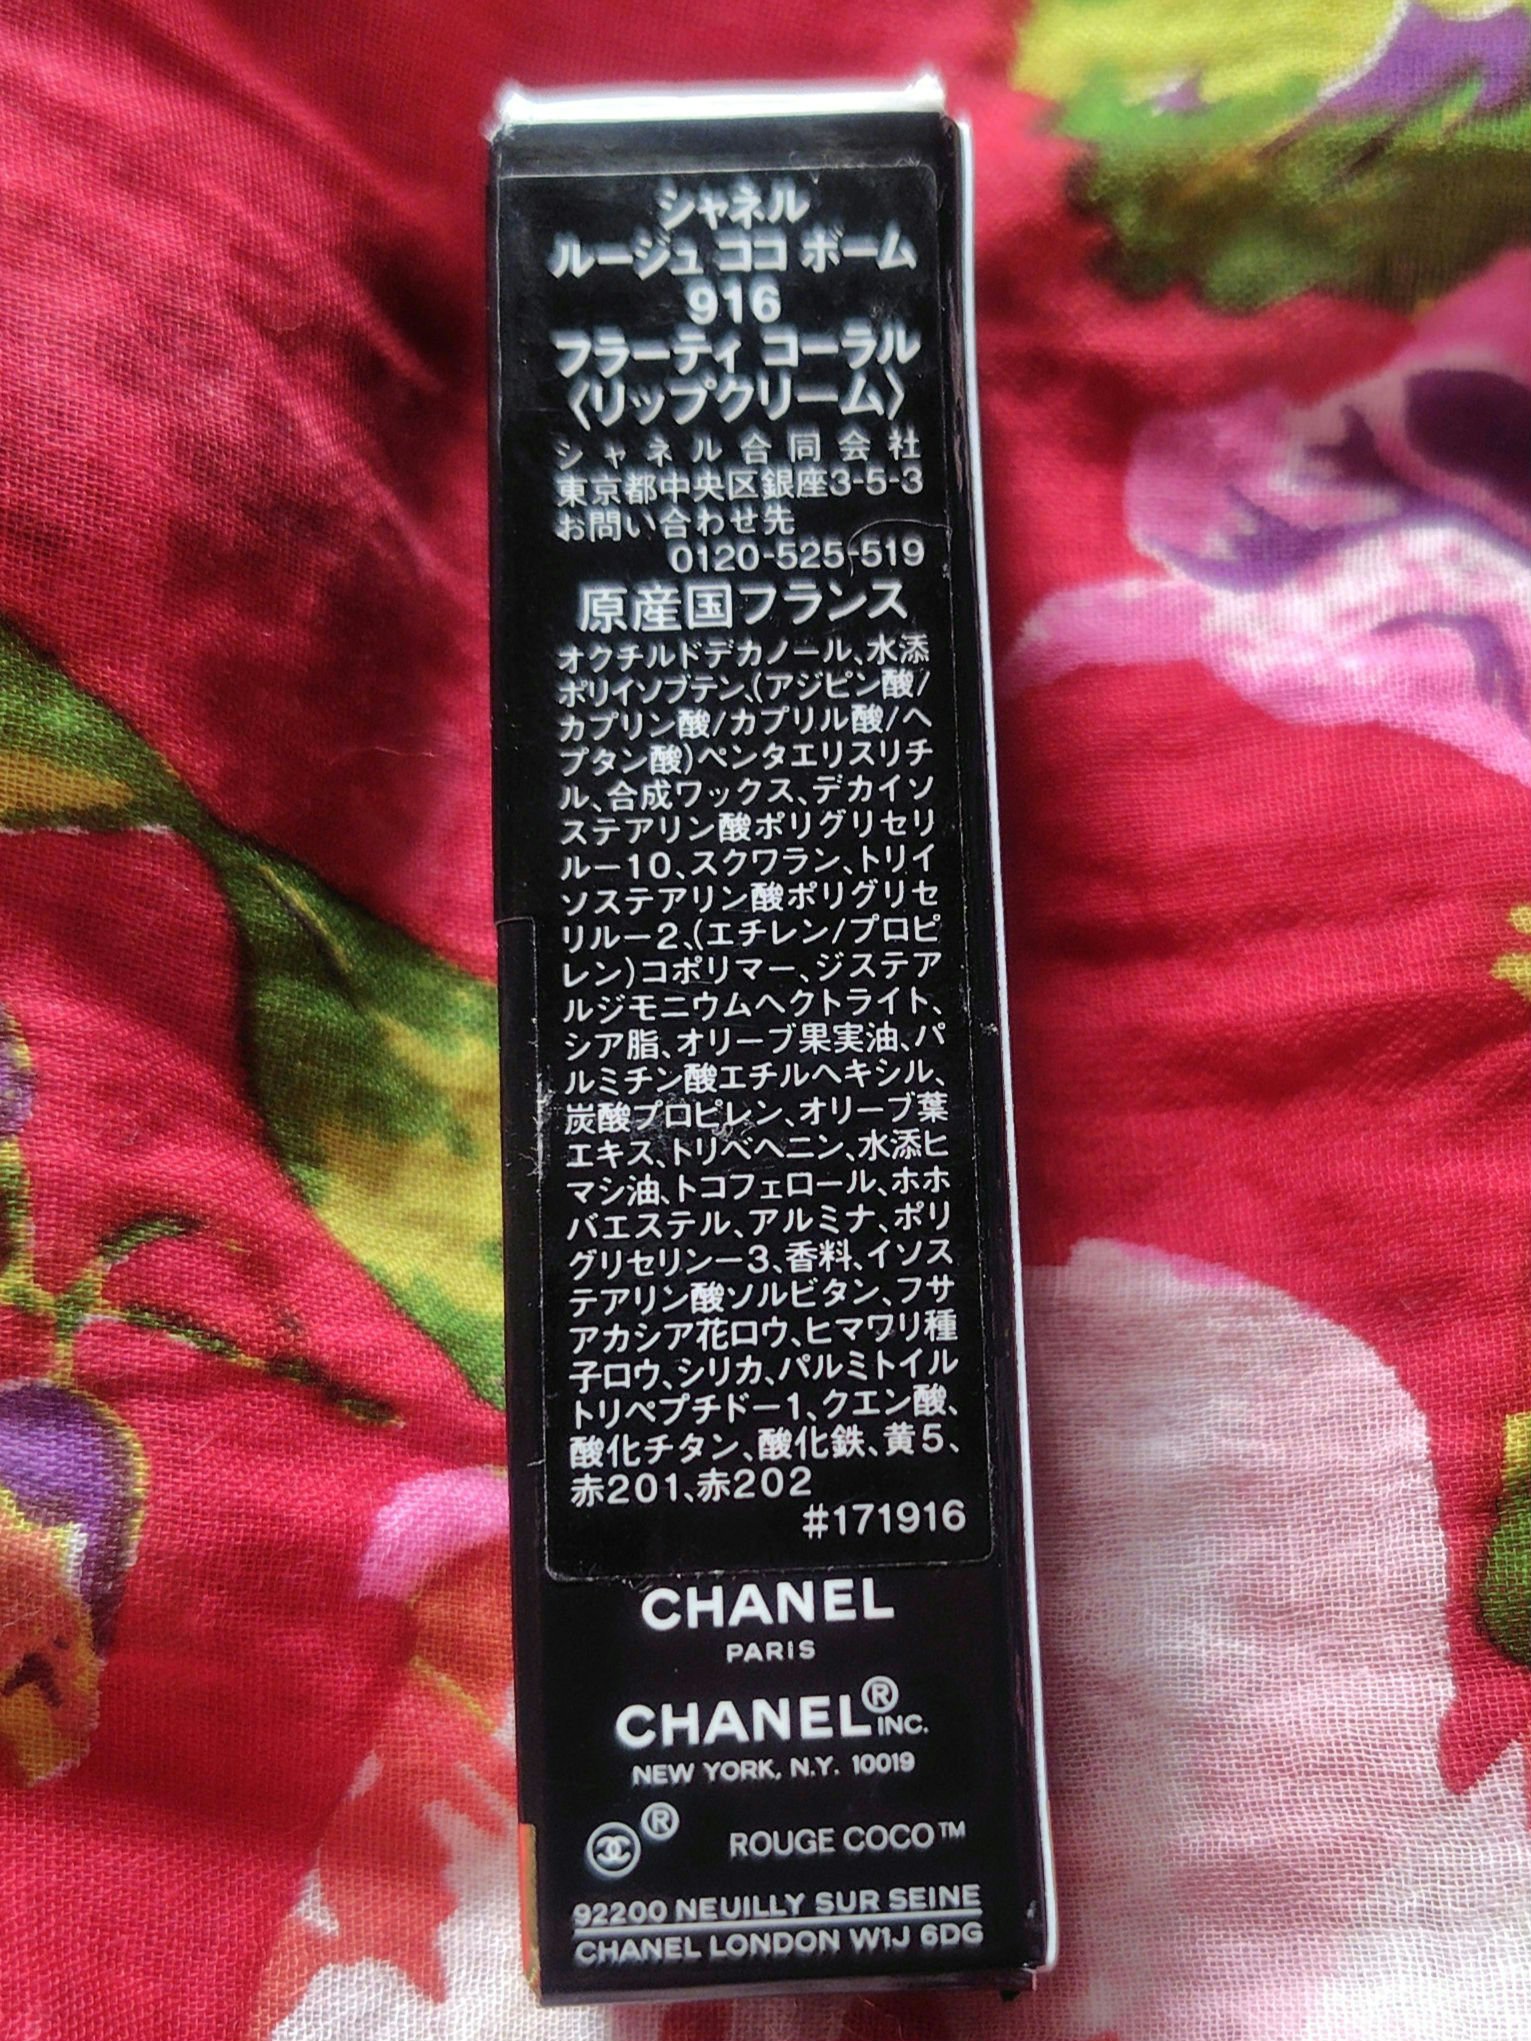 シャネル
ルージュ ココ ボーム
916
フラーティ コーラル
〈リップクリーム〉
シャネル合同会社
東京都中央区銀座3-5-3
お問い合わせ先
0120-525-519
原産国フランス
オクチルドデカノール、水添
ポリイソブテン、(アジピン酸/
カプリン酸/カプリル酸/ヘ
プタン酸)ペンタエリスリチ
ル、合成ワックス、デカイソ
ステアリン酸ポリグリセリ
ルー10、スクワラン、トリイ
ソステアリン酸ポリグリセ
リルー2、(エチレン/プロピ
レン)コポリマー、ジステア
ルジモニウムヘクトライト、
シア脂、オリーブ果実油、パ
ルミチン酸エチルヘキシル、
炭酸プロピレン、オリーブ葉
エキス、トリベヘニン、水添ヒ
マシ油、トコフェロール、ホホ
バエステル、アルミナ、ポリ
グリセリンー3、香料、イソス
テアリン酸ソルビタン、フサ
アカシア花ロウ、ヒマワリ種
子ロウ、シリカ、パルミトイル
トリペプチドー1、クエン酸、
酸化チタン、酸化鉄、黄5、
赤201、赤202
#171916
CHANEL
PARIS
CHANEL® INC.
NEW YORK, N.Y. 10019
® ROUGE COCO™
92200 NEUILLY SUR SEINE
CHANEL LONDON W1J 6DG